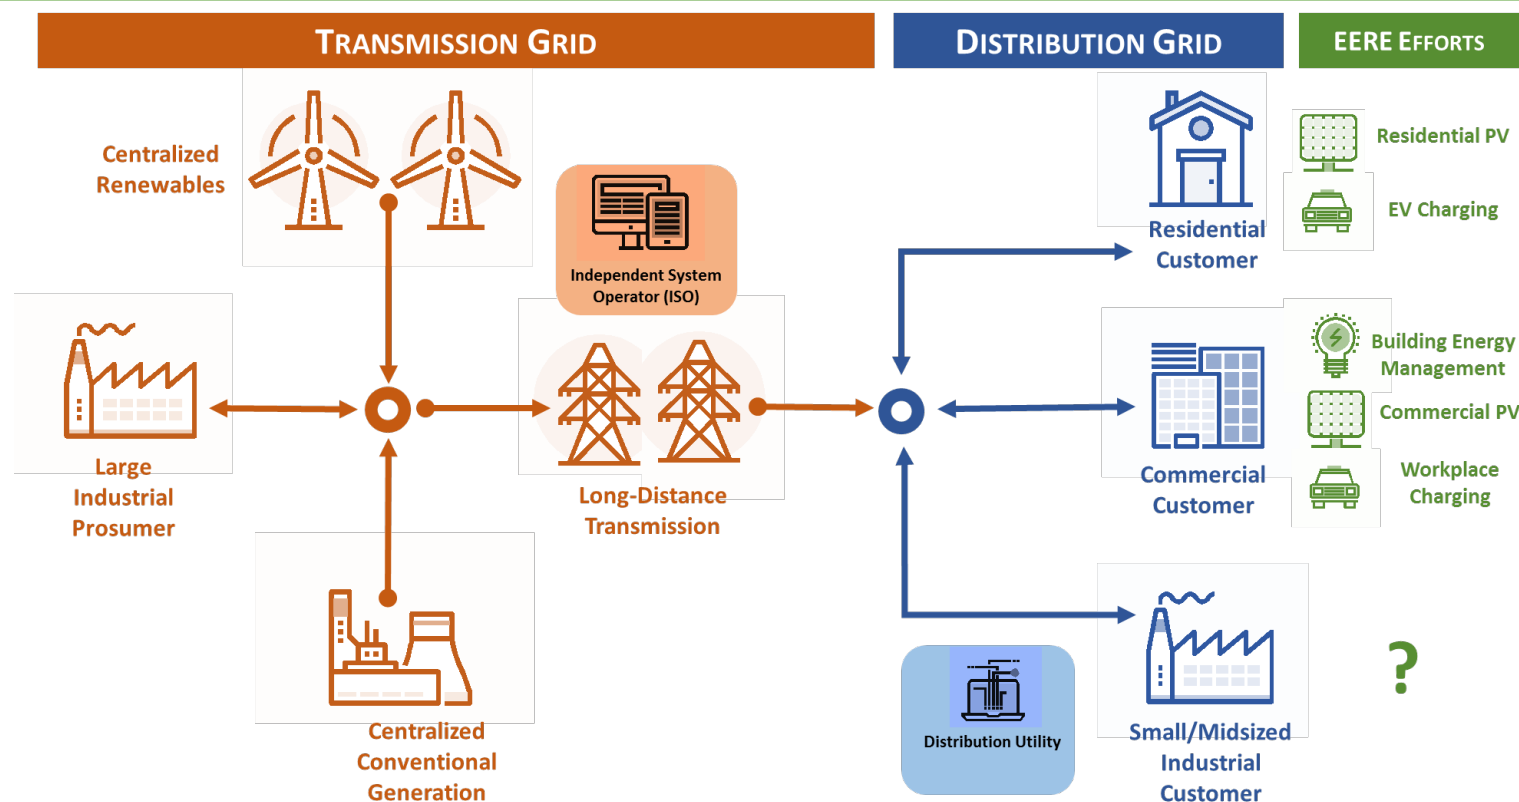 TRANSMISSION GRID
DISTRIBUTION GRID
EERE EFFORTS
Centralized
Renewables
Independent System
Operator (ISO)
Large
Industrial
Prosumer
Long-Distance
Transmission
Centralized
Conventional
Generation
Residential
Customer
Commercial
Customer
Distribution Utility
Small/Midsized
Industrial
Customer
Residential PV
EV Charging
Building Energy
Management
Commercial PV
Workplace
Charging
?